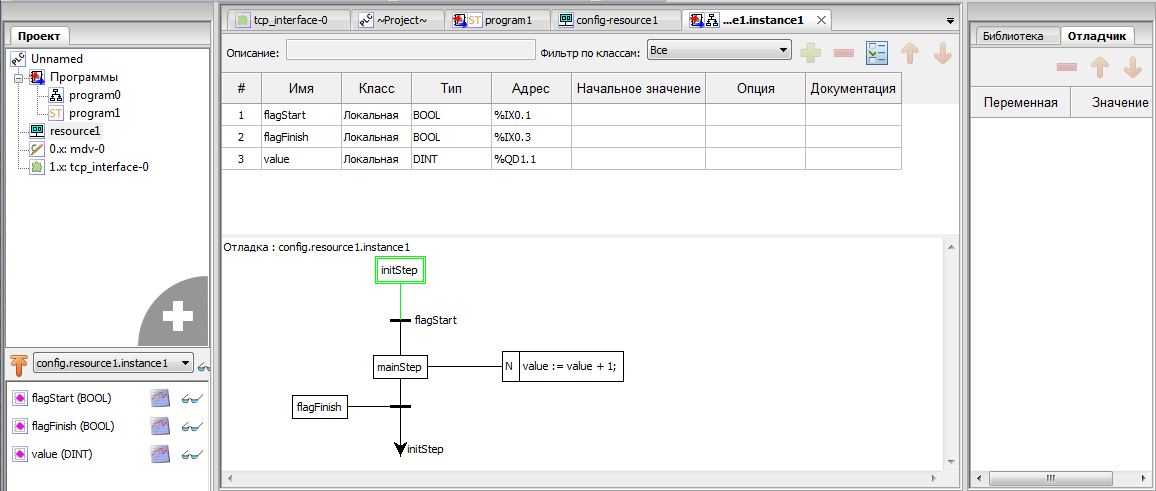 Проект
Unnamed
Программы
program0
ST program1
resource1
0.x: mdv-0
1.x: tcp_interface-0
config.resource1.instance1
flagStart (BOOL)
flagFinish (BOOL)
value (DINT)
tcp_interface-0 ~Project~ ST program1 config-resource1 ...e1.instance1
Описание: Фильтр по классам: Все
# Имя Класс Тип Адрес Начальное значение Опция Документация
1 flagStart Локальная BOOL %IX0.1
2 flagFinish Локальная BOOL %IX0.3
3 value Локальная DINT %QD1.1
Отладка : config.resource1.instance1
initStep
flagStart
mainStep N value := value + 1;
flagFinish
initStep
Библиотека Отладчик
Переменная Значение